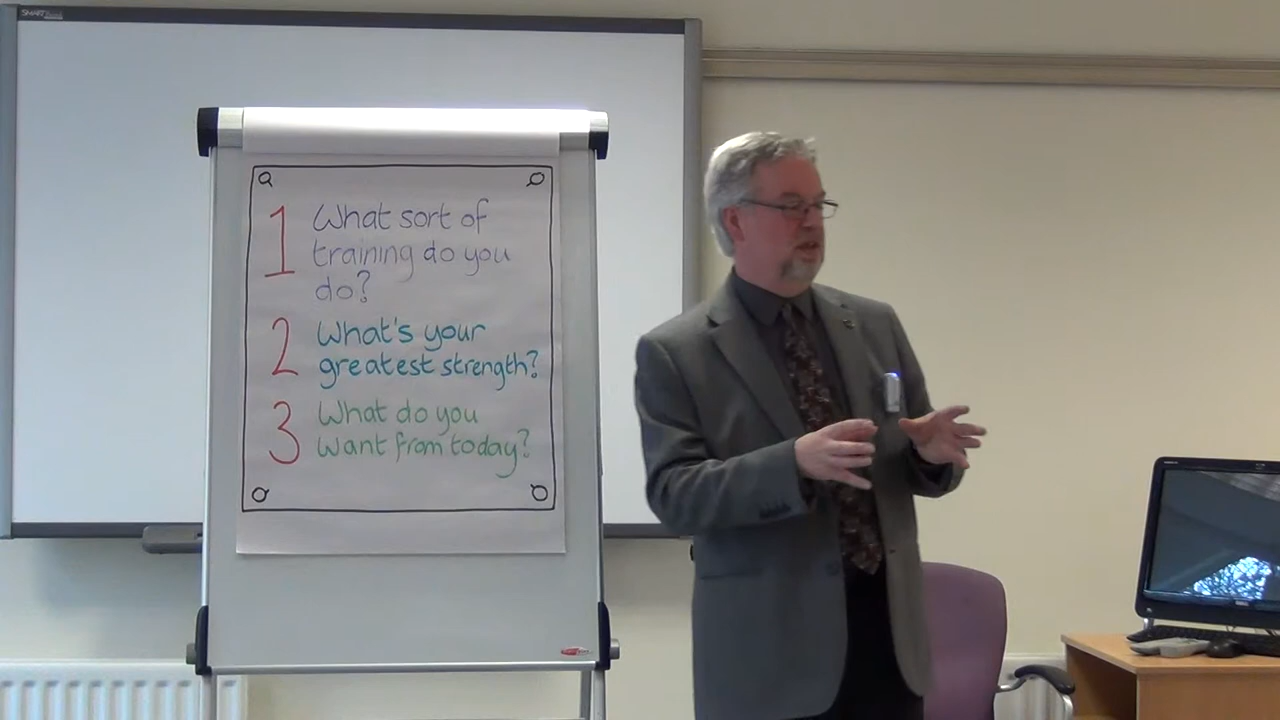 SMART
1 What sort of
training do you
do?
2 What's your
greatest strength?
3 What do you
want from today?